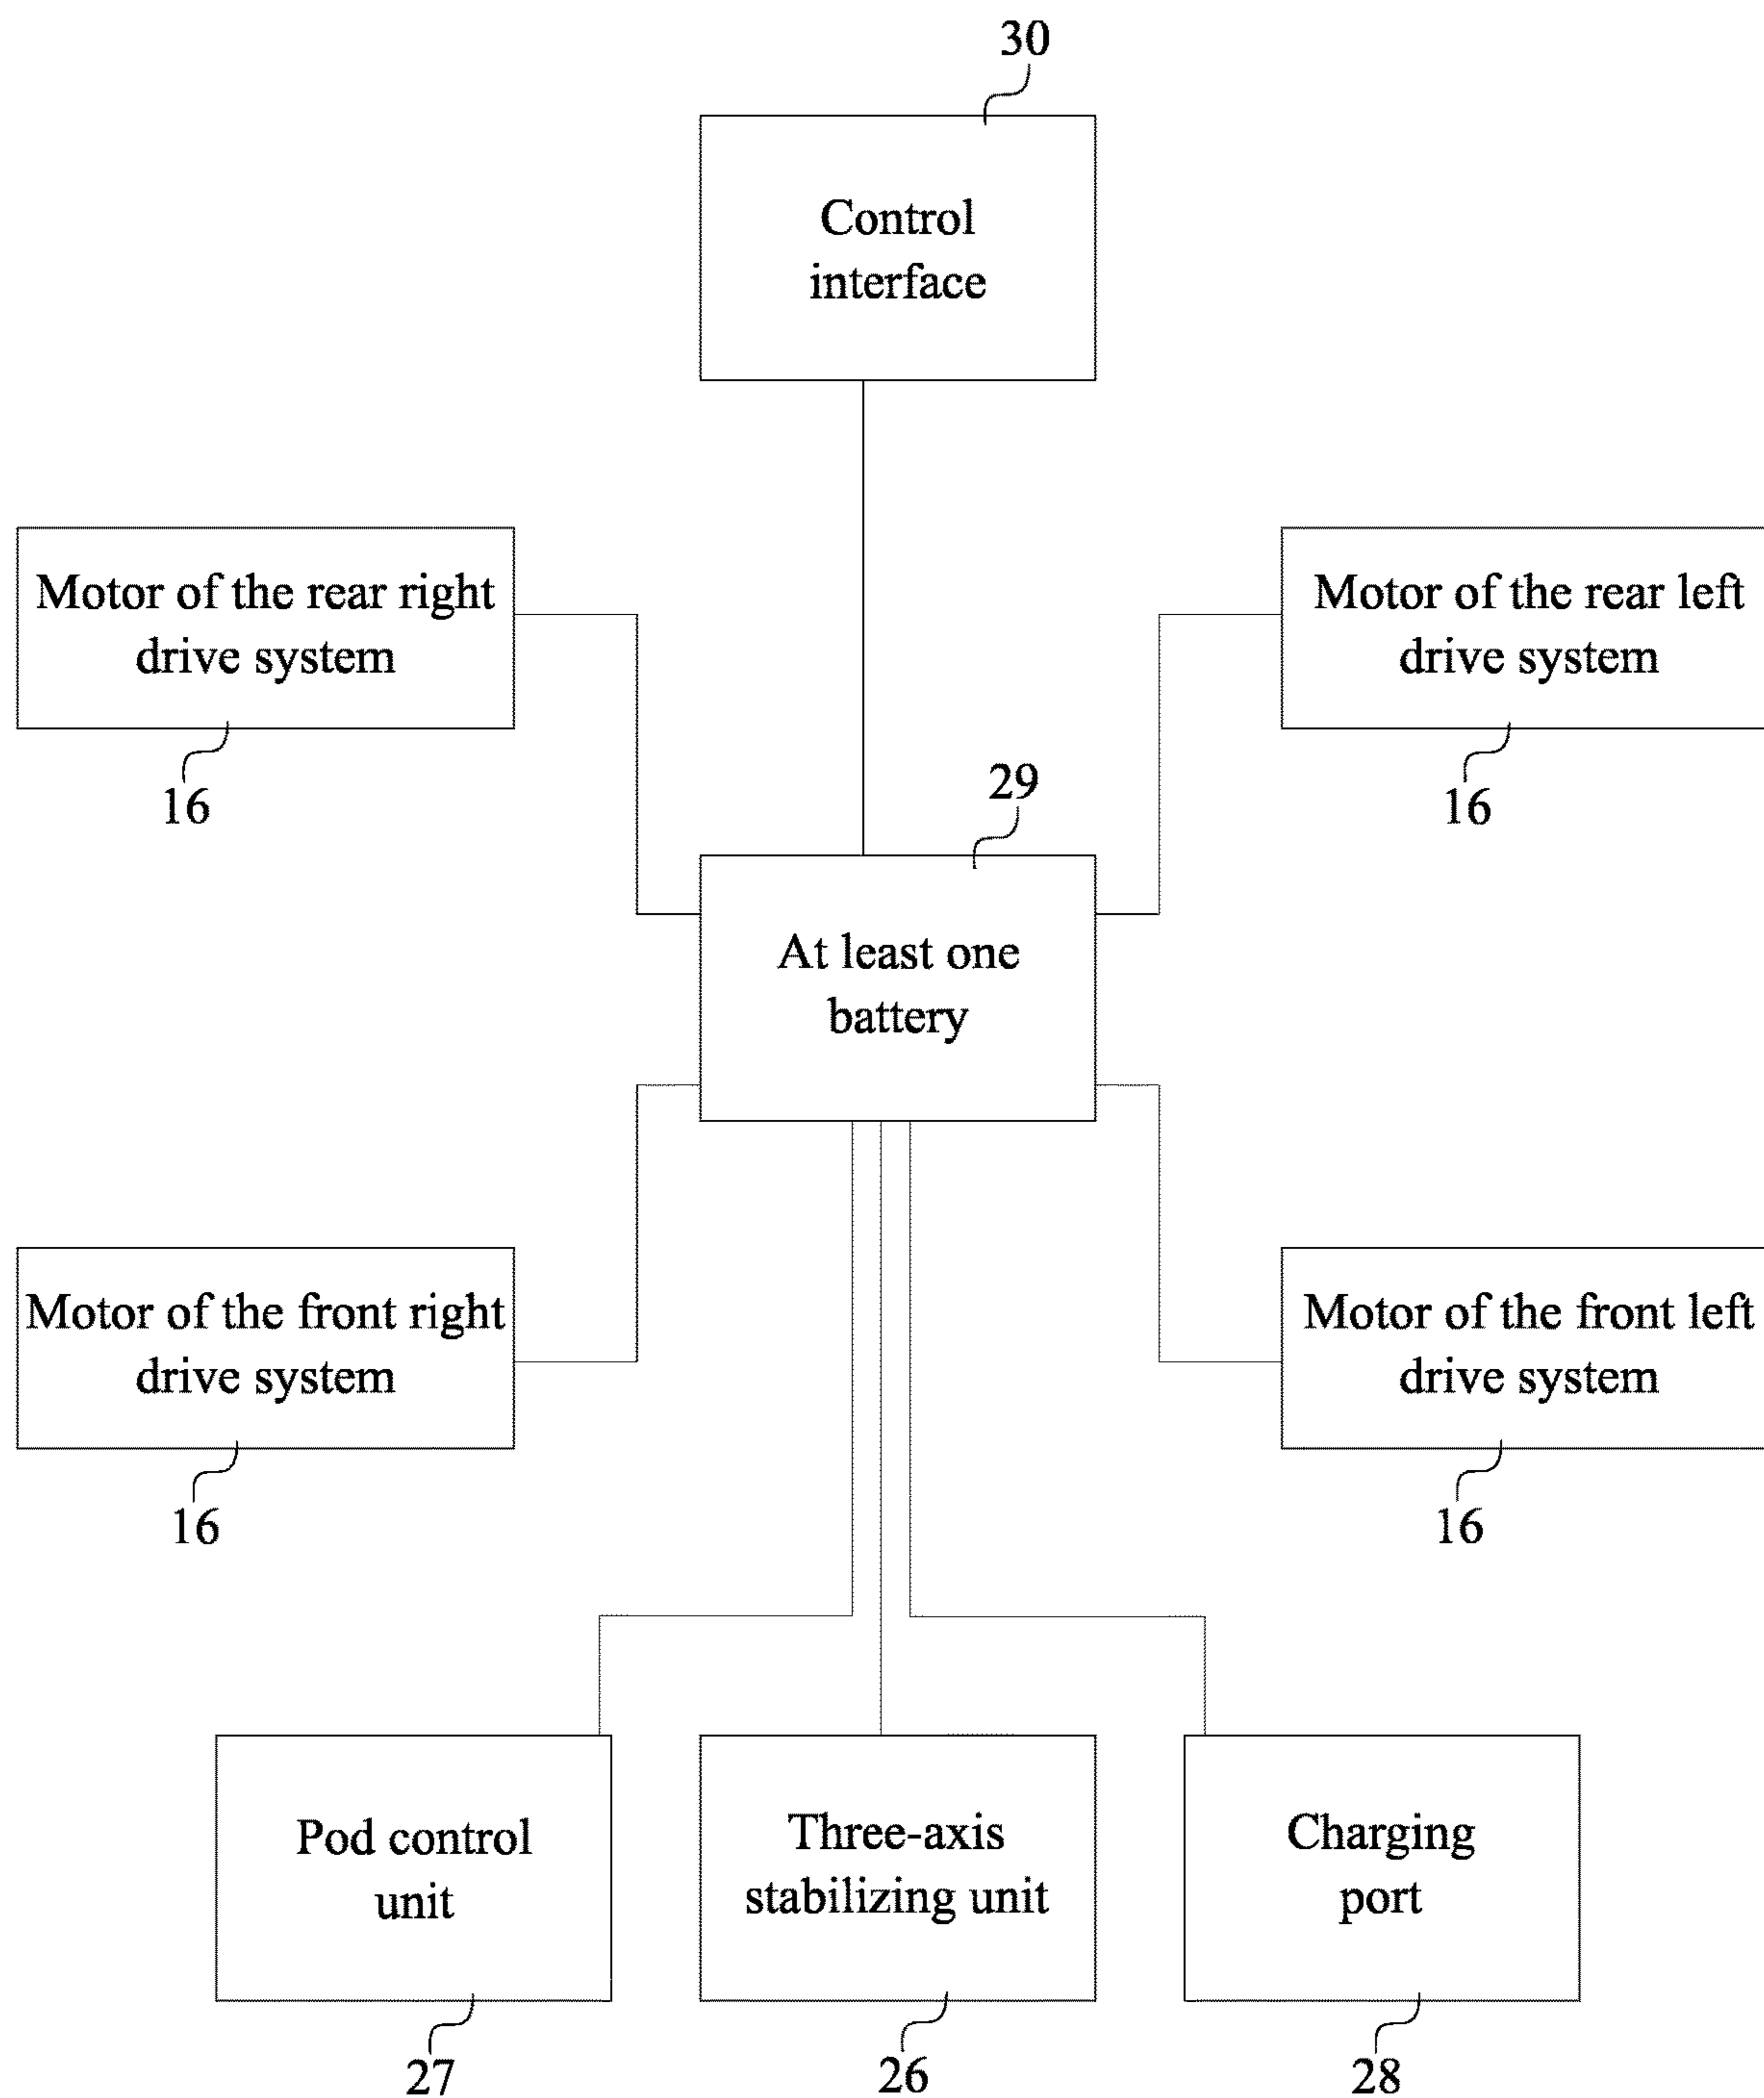 30
Control
interface
Motor of the rear right
drive system
16
Motor of the rear left
drive system
16
29
At least one
battery
Motor of the front right
drive system
16
Motor of the front left
drive system
16
Pod control
unit
27
Three-axis
stabilizing unit
26
Charging
port
28